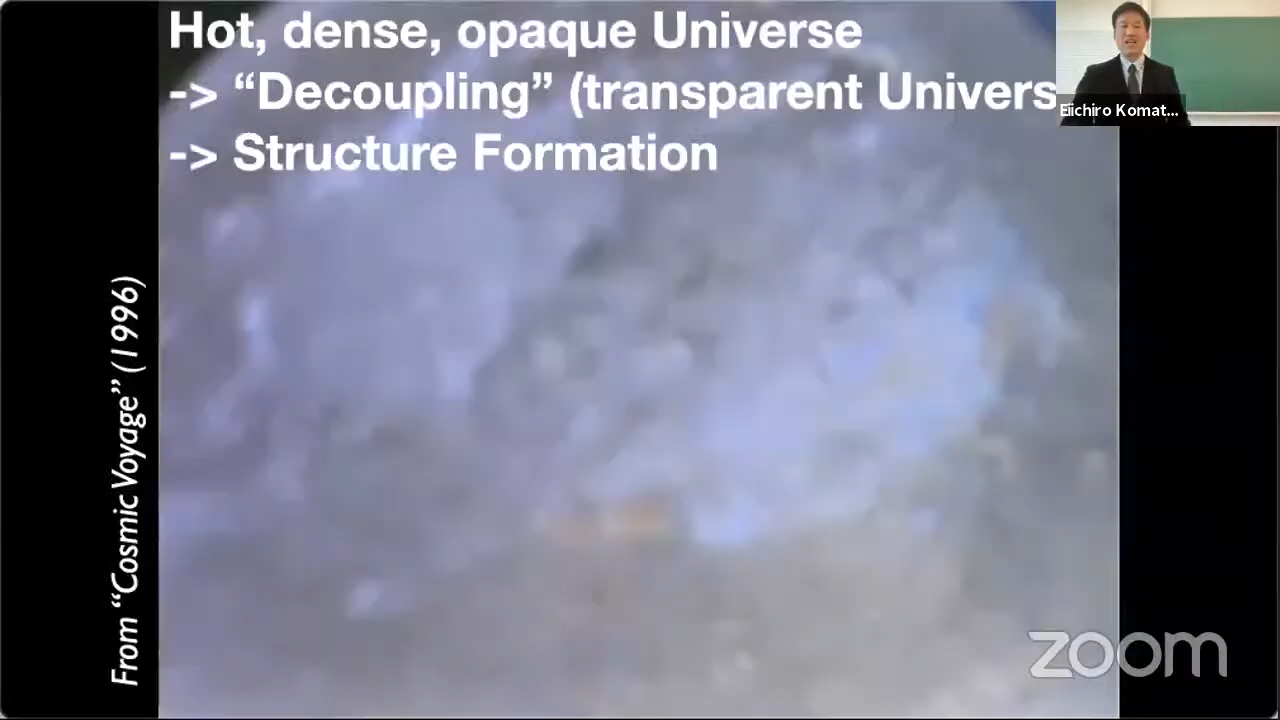 Hot, dense, opaque Universe
-> “Decoupling” (transparent Univers
-> Structure Formation
Eiichiro Komat...
From “Cosmic Voyage” (1996)
zoom